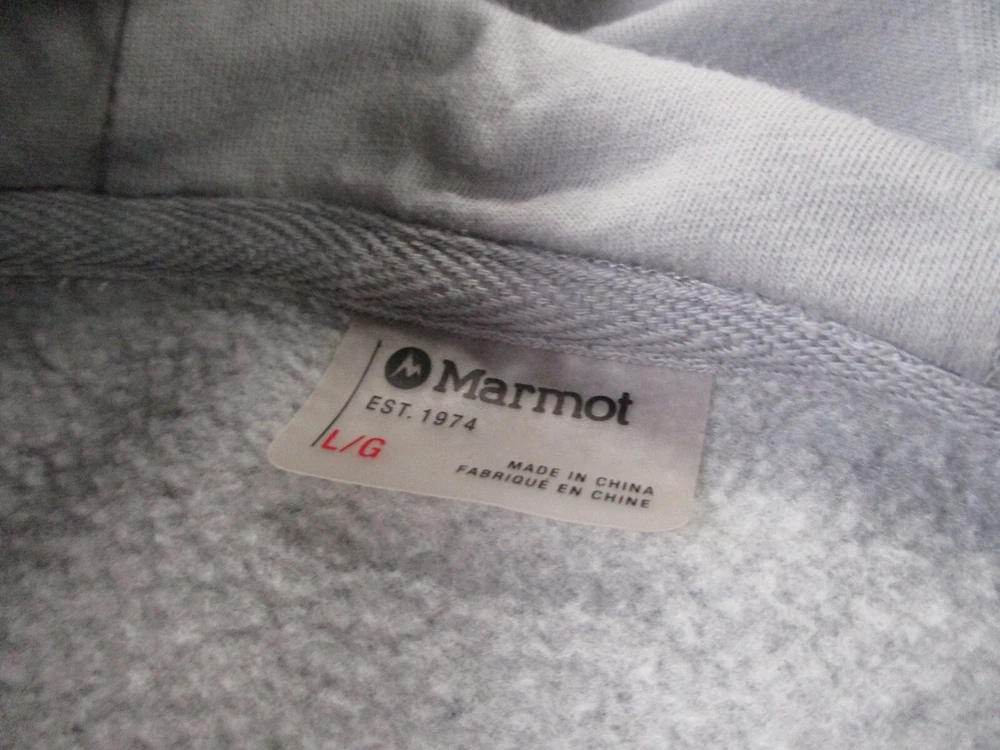 Marmot
EST. 1974
L/G
MADE IN CHINA
FABRIQUÉ EN CHINE